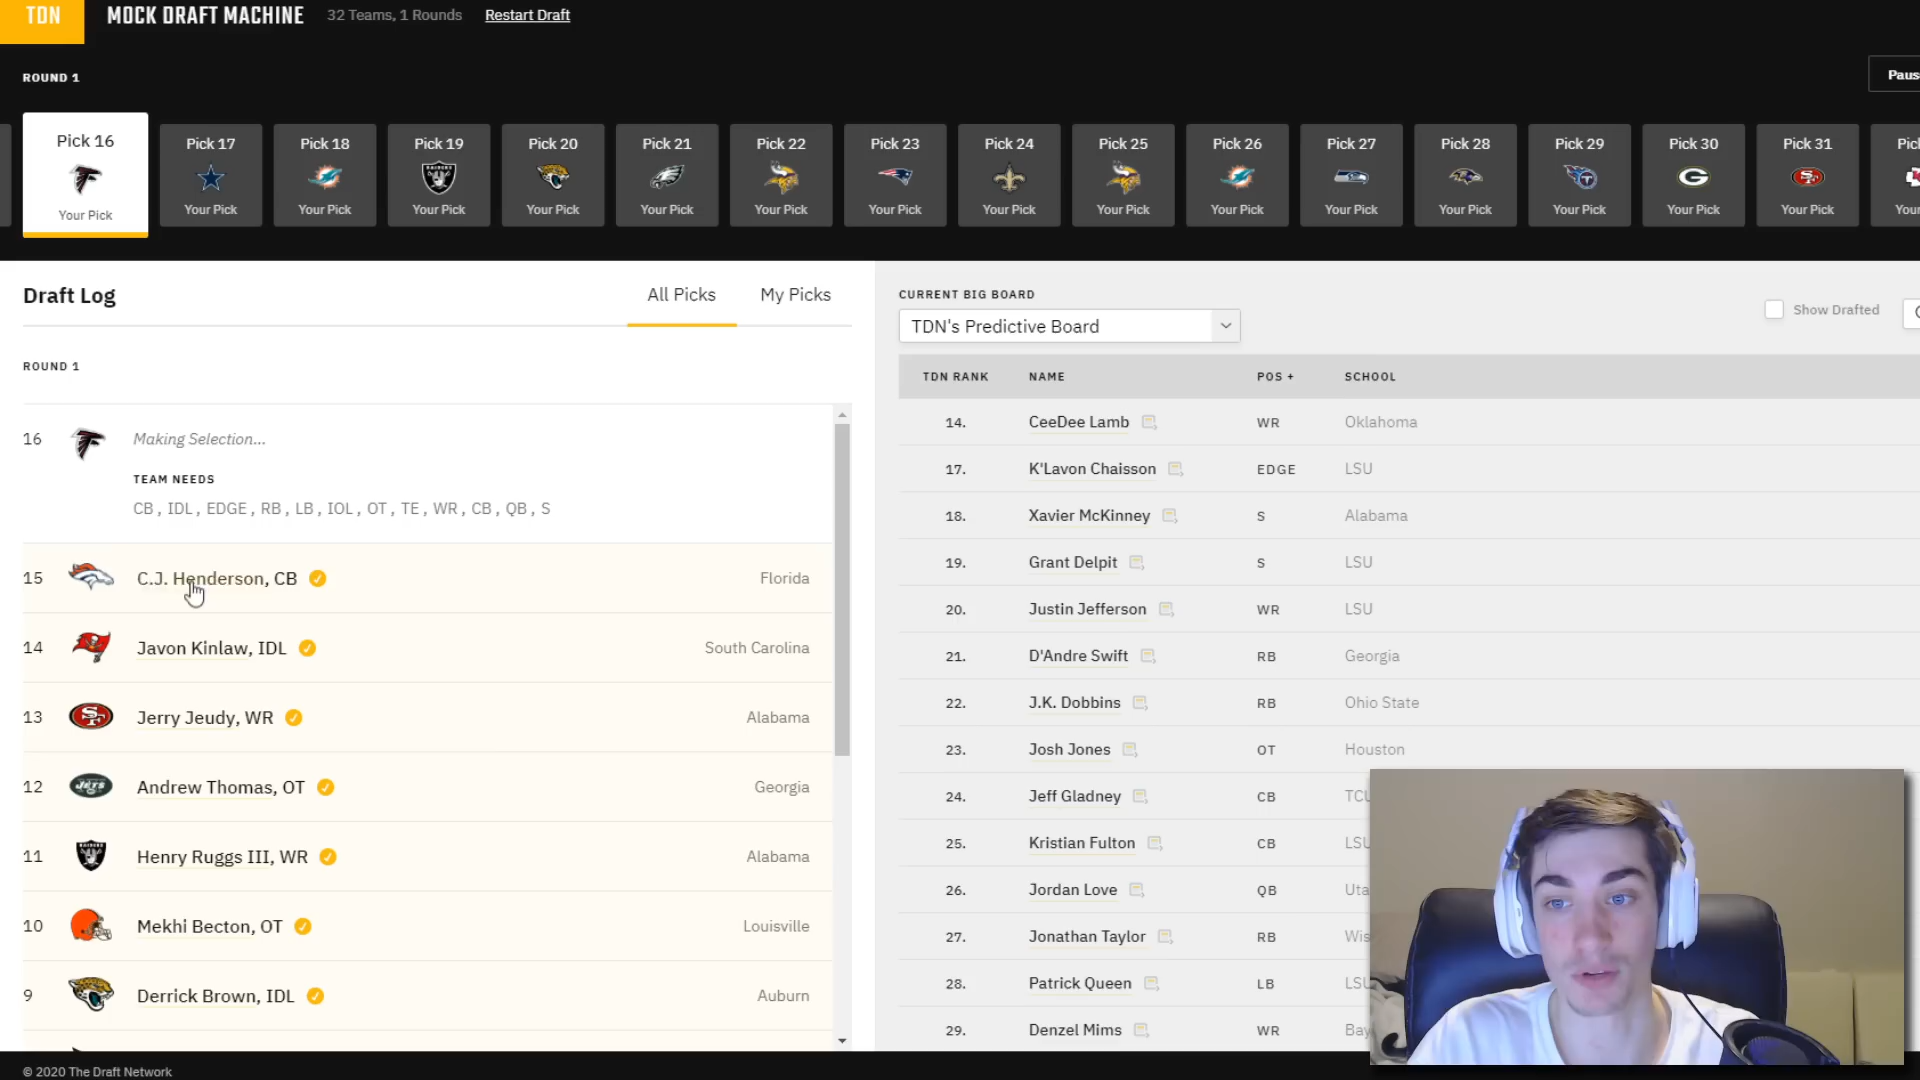 TDN MOCK DRAFT MACHINE 32 Teams, 1 Rounds Restart Draft
ROUND 1
Pick 16 Pick 17 Pick 18 Pick 19 Pick 20 Pick 21 Pick 22 Pick 23 Pick 24 Pick 25 Pick 26 Pick 27 Pick 28 Pick 29 Pick 30 Pick 31
Your Pick Your Pick Your Pick Your Pick Your Pick Your Pick Your Pick Your Pick Your Pick Your Pick Your Pick Your Pick Your Pick Your Pick Your Pick Your Pick
Draft Log All Picks My Picks
ROUND 1
16 Making Selection...
TEAM NEEDS
CB , IDL , EDGE , RB , LB , IOL , OT , TE , WR , CB , QB , S
15 C.J. Henderson, CB Florida
14 Javon Kinlaw, IDL South Carolina
13 SF Jerry Jeudy, WR Alabama
12 JETS Andrew Thomas, OT Georgia
11 RAIDERS Henry Ruggs III, WR Alabama
10 Mekhi Becton, OT Louisville
9 Derrick Brown, IDL Auburn
CURRENT BIG BOARD
TDN's Predictive Board Show Drafted
TDN RANK NAME POS + SCHOOL
14. CeeDee Lamb WR Oklahoma
17. K'Lavon Chaisson EDGE LSU
18. Xavier McKinney S Alabama
19. Grant Delpit S LSU
20. Justin Jefferson WR LSU
21. D'Andre Swift RB Georgia
22. J.K. Dobbins RB Ohio State
23. Josh Jones OT Houston
24. Jeff Gladney CB TCU
25. Kristian Fulton CB LSU
26. Jordan Love QB
27. Jonathan Taylor RB
28. Patrick Queen LB LSU
29. Denzel Mims WR
© 2020 The Draft Network